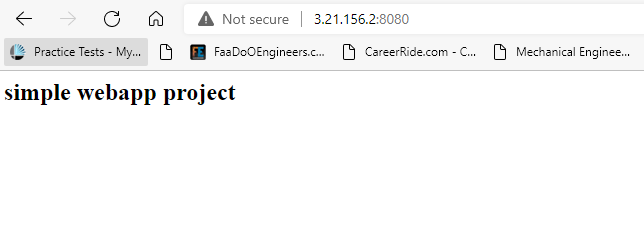 Not secure | 3.21.156.2:8080
Practice Tests - My... FaaDoOEngineers.c... CareerRide.com - C... Mechanical Enginee...
simple webapp project